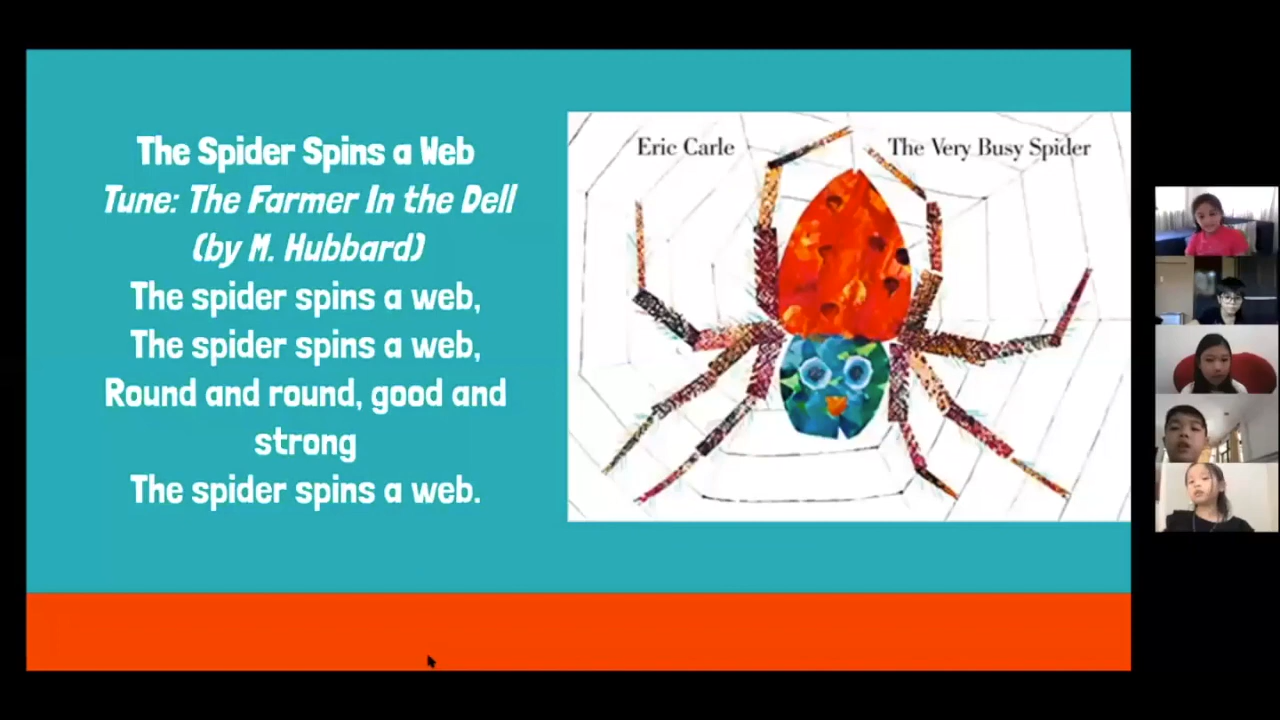 The Spider Spins a Web
Tune: The Farmer In the Dell
(by M. Hubbard)
The spider spins a web,
The spider spins a web,
Round and round, good and
strong
The spider spins a web.
Eric Carle
The Very Busy Spider